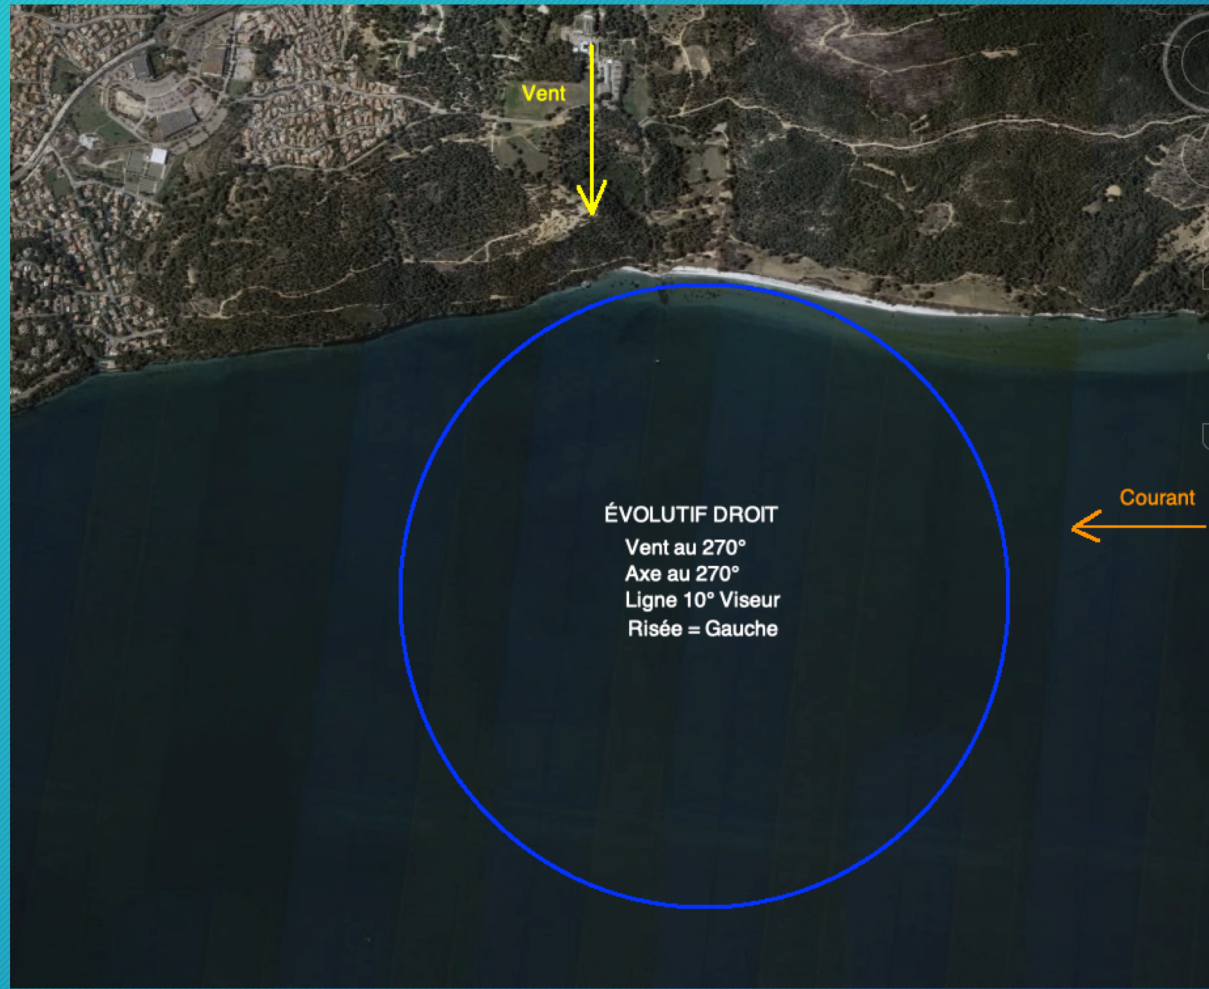 Vent
Courant
ÉVOLUTIF DROIT
Vent au 270°
Axe au 270°
Ligne 10° Viseur
Risée = Gauche